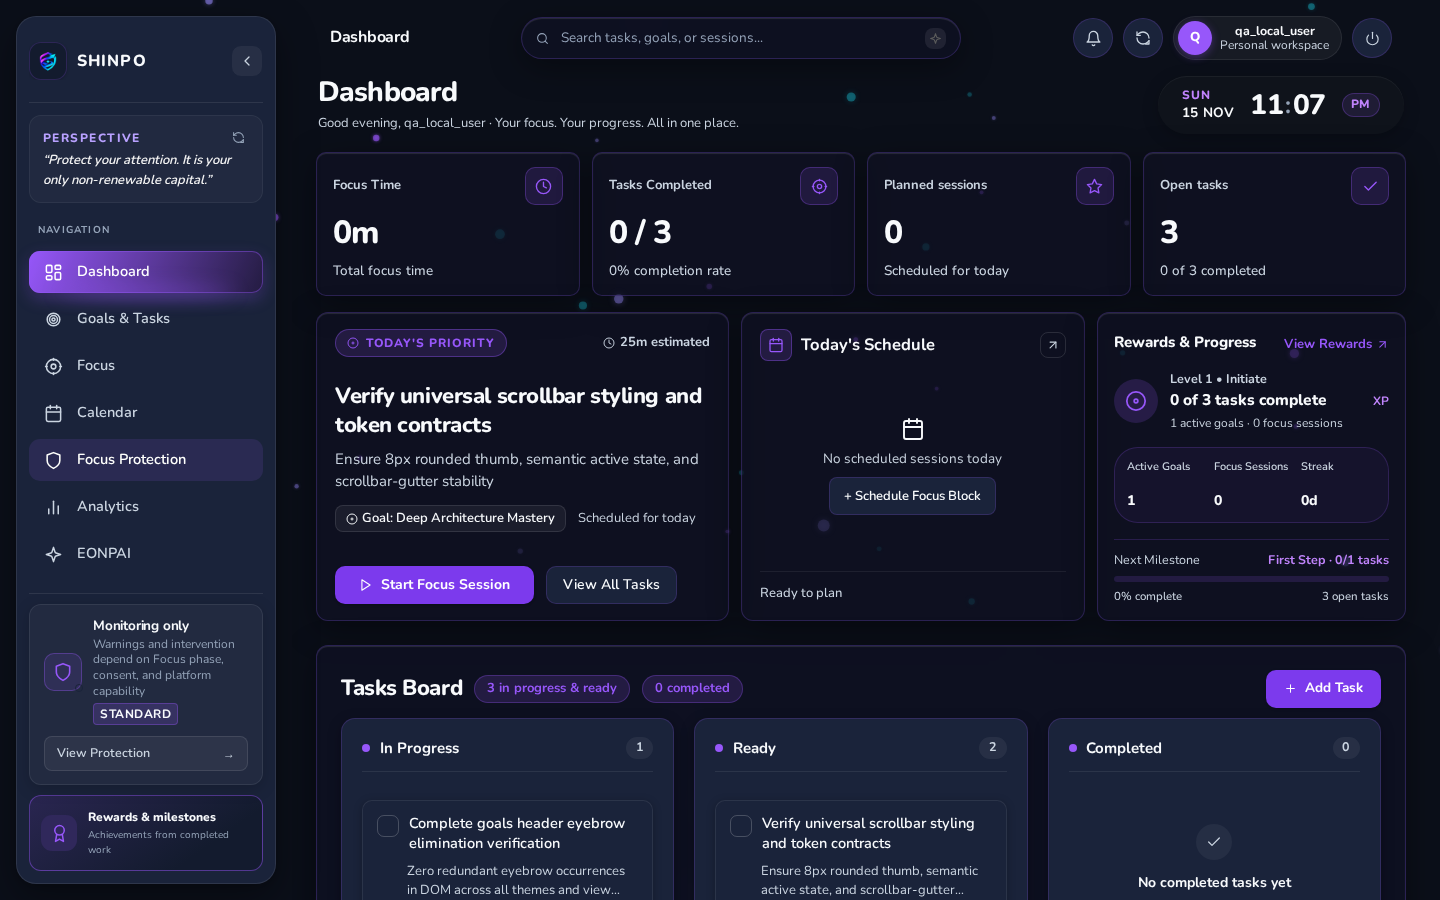 SHINPO
PERSPECTIVE
“Protect your attention. It is your
only non-renewable capital.”
NAVIGATION
Dashboard
Goals & Tasks
Focus
Calendar
Focus Protection
Analytics
EONPAI
Monitoring only
Warnings and intervention
depend on Focus phase,
consent, and platform
capability
STANDARD
View Protection →
Rewards & milestones
Achievements from completed
work
Dashboard
Search tasks, goals, or sessions...
Q
qa_local_user
Personal workspace
Dashboard
Good evening, qa_local_user · Your focus. Your progress. All in one place.
SUN
15 NOV
11:07
PM
Focus Time
0m
Total focus time
Tasks Completed
0 / 3
0% completion rate
Planned sessions
0
Scheduled for today
Open tasks
3
0 of 3 completed
TODAY'S PRIORITY
25m estimated
Verify universal scrollbar styling and
token contracts
Ensure 8px rounded thumb, semantic active state, and
scrollbar-gutter stability
Goal: Deep Architecture Mastery
Scheduled for today
Start Focus Session
View All Tasks
Today's Schedule
No scheduled sessions today
+ Schedule Focus Block
Ready to plan
Rewards & Progress
View Rewards
Level 1 • Initiate
0 of 3 tasks complete
XP
1 active goals · 0 focus sessions
Active Goals Focus Sessions Streak
1 0 0d
Next Milestone
First Step · 0/1 tasks
0% complete
3 open tasks
Tasks Board
3 in progress & ready
0 completed
+ Add Task
In Progress
1
Complete goals header eyebrow
elimination verification
Zero redundant eyebrow occurrences
in DOM across all themes and view...
Ready
2
Verify universal scrollbar styling
and token contracts
Ensure 8px rounded thumb, semantic
active state, and scrollbar-gutter...
Completed
0
No completed tasks yet